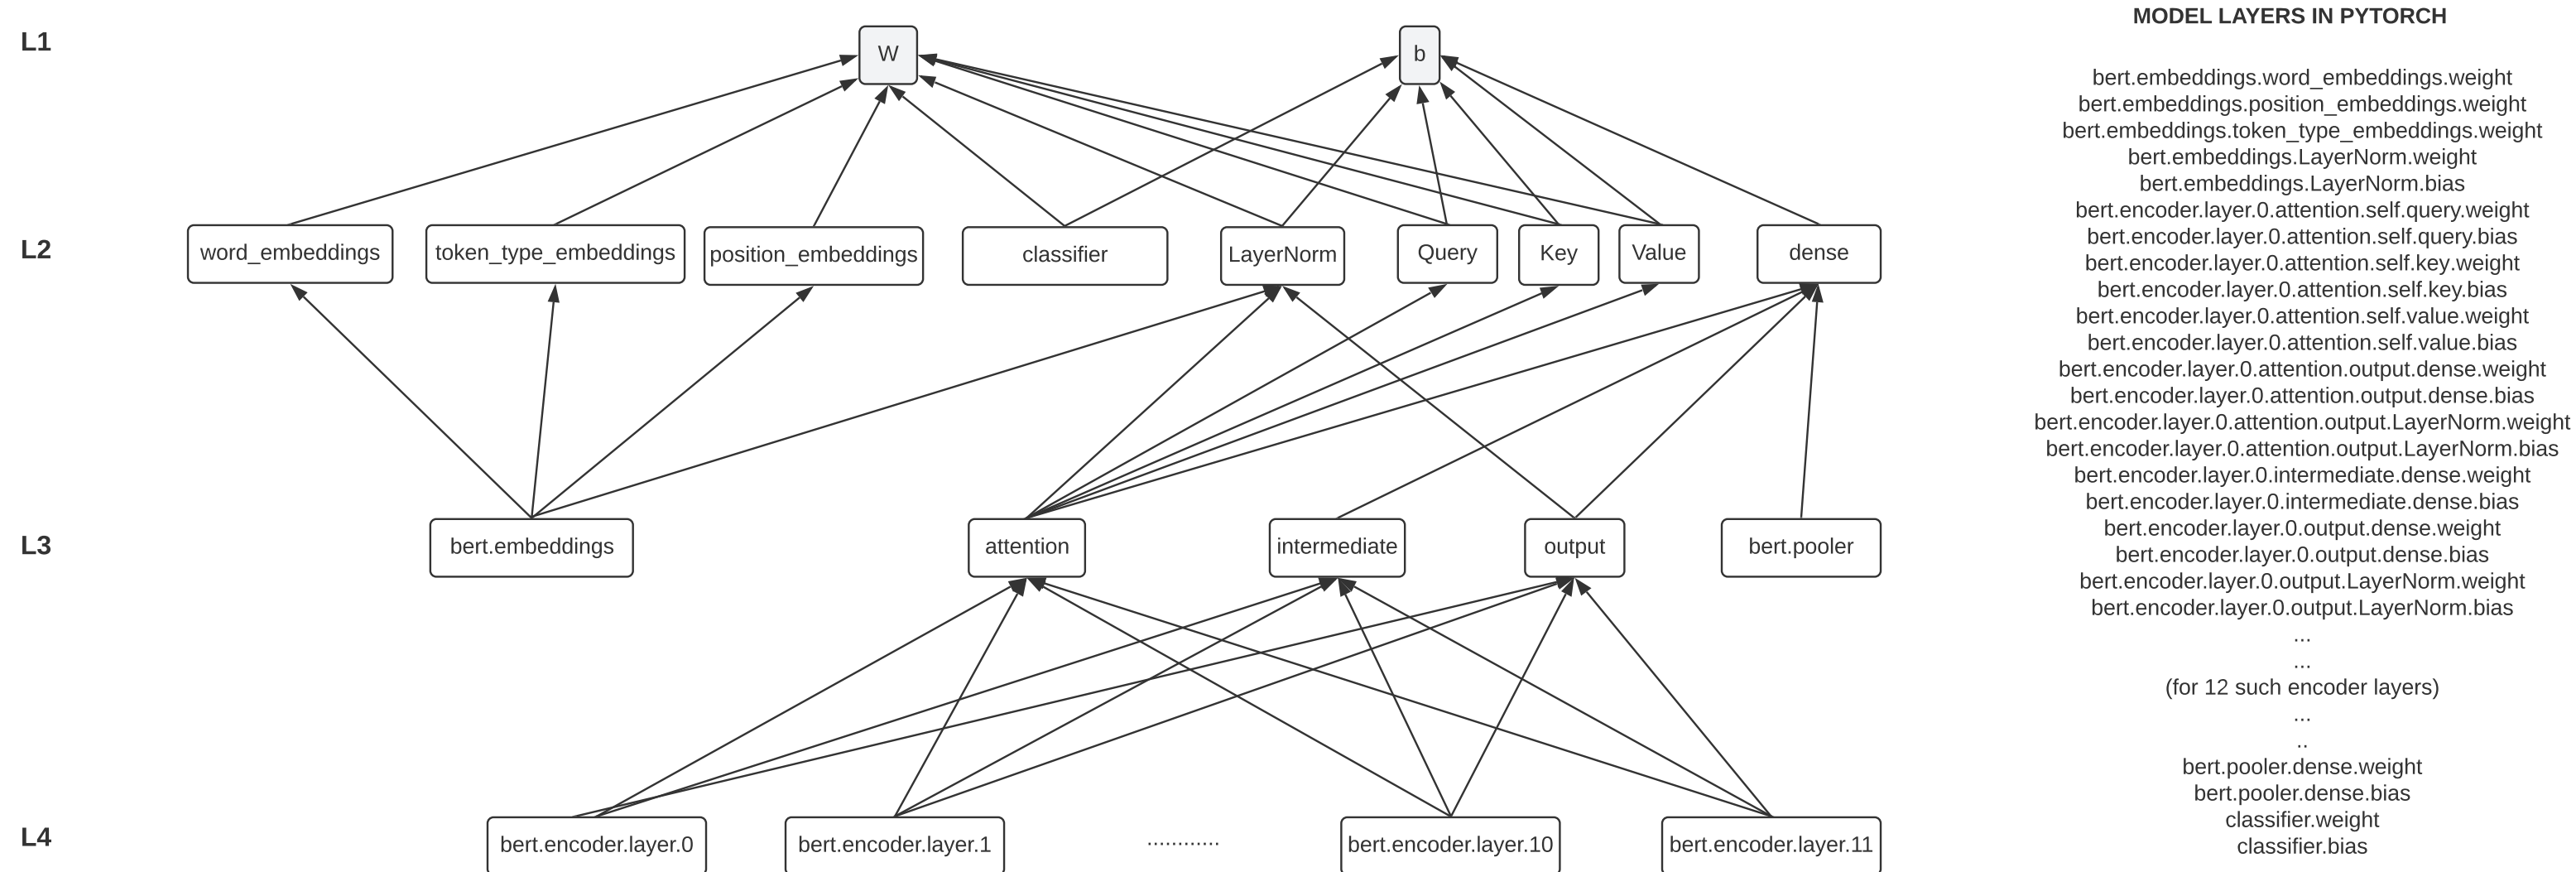 L1
W
b
L2
word_embeddings
token_type_embeddings
position_embeddings
classifier
LayerNorm
Query
Key
Value
dense
L3
bert.embeddings
attention
intermediate
output
bert.pooler
L4
bert.encoder.layer.0
bert.encoder.layer.1
............
bert.encoder.layer.10
bert.encoder.layer.11
MODEL LAYERS IN PYTORCH
bert.embeddings.word_embeddings.weight
bert.embeddings.position_embeddings.weight
bert.embeddings.token_type_embeddings.weight
bert.embeddings.LayerNorm.weight
bert.embeddings.LayerNorm.bias
bert.encoder.layer.0.attention.self.query.weight
bert.encoder.layer.0.attention.self.query.bias
bert.encoder.layer.0.attention.self.key.weight
bert.encoder.layer.0.attention.self.key.bias
bert.encoder.layer.0.attention.self.value.weight
bert.encoder.layer.0.attention.self.value.bias
bert.encoder.layer.0.attention.output.dense.weight
bert.encoder.layer.0.attention.output.dense.bias
bert.encoder.layer.0.attention.output.LayerNorm.weight
bert.encoder.layer.0.attention.output.LayerNorm.bias
bert.encoder.layer.0.intermediate.dense.weight
bert.encoder.layer.0.intermediate.dense.bias
bert.encoder.layer.0.output.dense.weight
bert.encoder.layer.0.output.dense.bias
bert.encoder.layer.0.output.LayerNorm.weight
bert.encoder.layer.0.output.LayerNorm.bias
...
...
(for 12 such encoder layers)
...
..
bert.pooler.dense.weight
bert.pooler.dense.bias
classifier.weight
classifier.bias